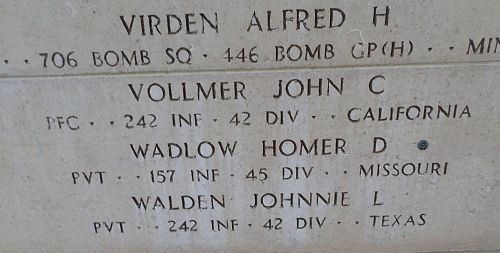 VIRDEN ALFRED H
· · 706 BOMB SQ · 446 BOMB GP(H) · · MIN
VOLLMER JOHN C
PFC · · 242 INF · 42 DIV · · CALIFORNIA
WADLOW HOMER D
PVT · · 157 INF · 45 DIV · · MISSOURI
WALDEN JOHNNIE L
PVT · · 242 INF · 42 DIV · · TEXAS